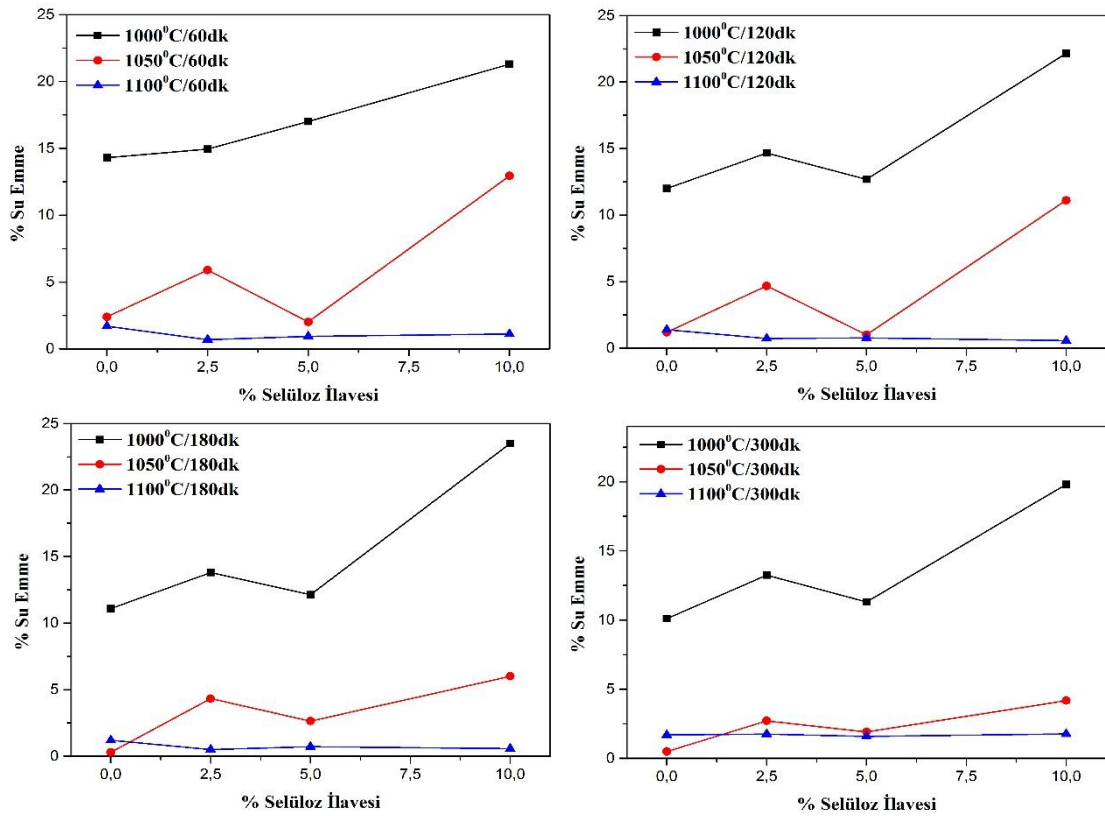 1000⁰C/60dk
1050⁰C/60dk
1100⁰C/60dk
25
20
15
10
5
0
% Su Emme
0,0 2,5 5,0 7,5 10,0
% Selüloz İlavesi
1000⁰C/120dk
1050⁰C/120dk
1100⁰C/120dk
25
20
15
10
5
0
% Su Emme
0,0 2,5 5,0 7,5 10,0
% Selüloz İlavesi
1000⁰C/180dk
1050⁰C/180dk
1100⁰C/180dk
25
20
15
10
5
0
% Su Emme
0,0 2,5 5,0 7,5 10,0
% Selüloz İlavesi
1000⁰C/300dk
1050⁰C/300dk
1100⁰C/300dk
20
15
10
5
0
% Su Emme
0,0 2,5 5,0 7,5 10,0
% Selüloz İlavesi